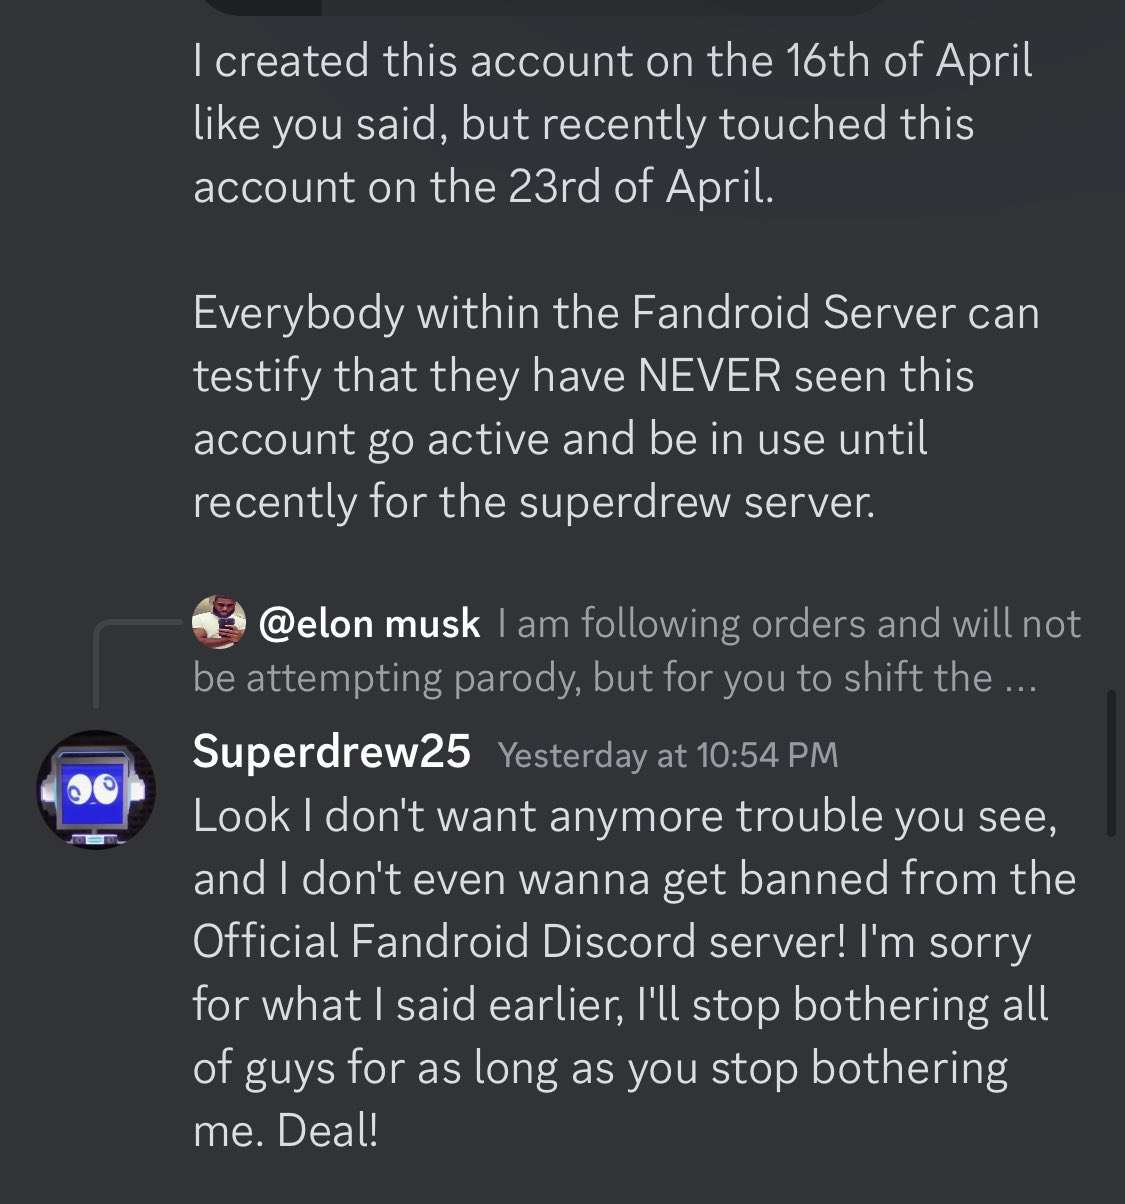 I created this account on the 16th of April
like you said, but recently touched this
account on the 23rd of April.
Everybody within the Fandroid Server can
testify that they have NEVER seen this
account go active and be in use until
recently for the superdrew server.
@elon musk I am following orders and will not
be attempting parody, but for you to shift the ...
Superdrew25 Yesterday at 10:54 PM
Look I don't want anymore trouble you see,
and I don't even wanna get banned from the
Official Fandroid Discord server! I'm sorry
for what I said earlier, I'll stop bothering all
of guys for as long as you stop bothering
me. Deal!